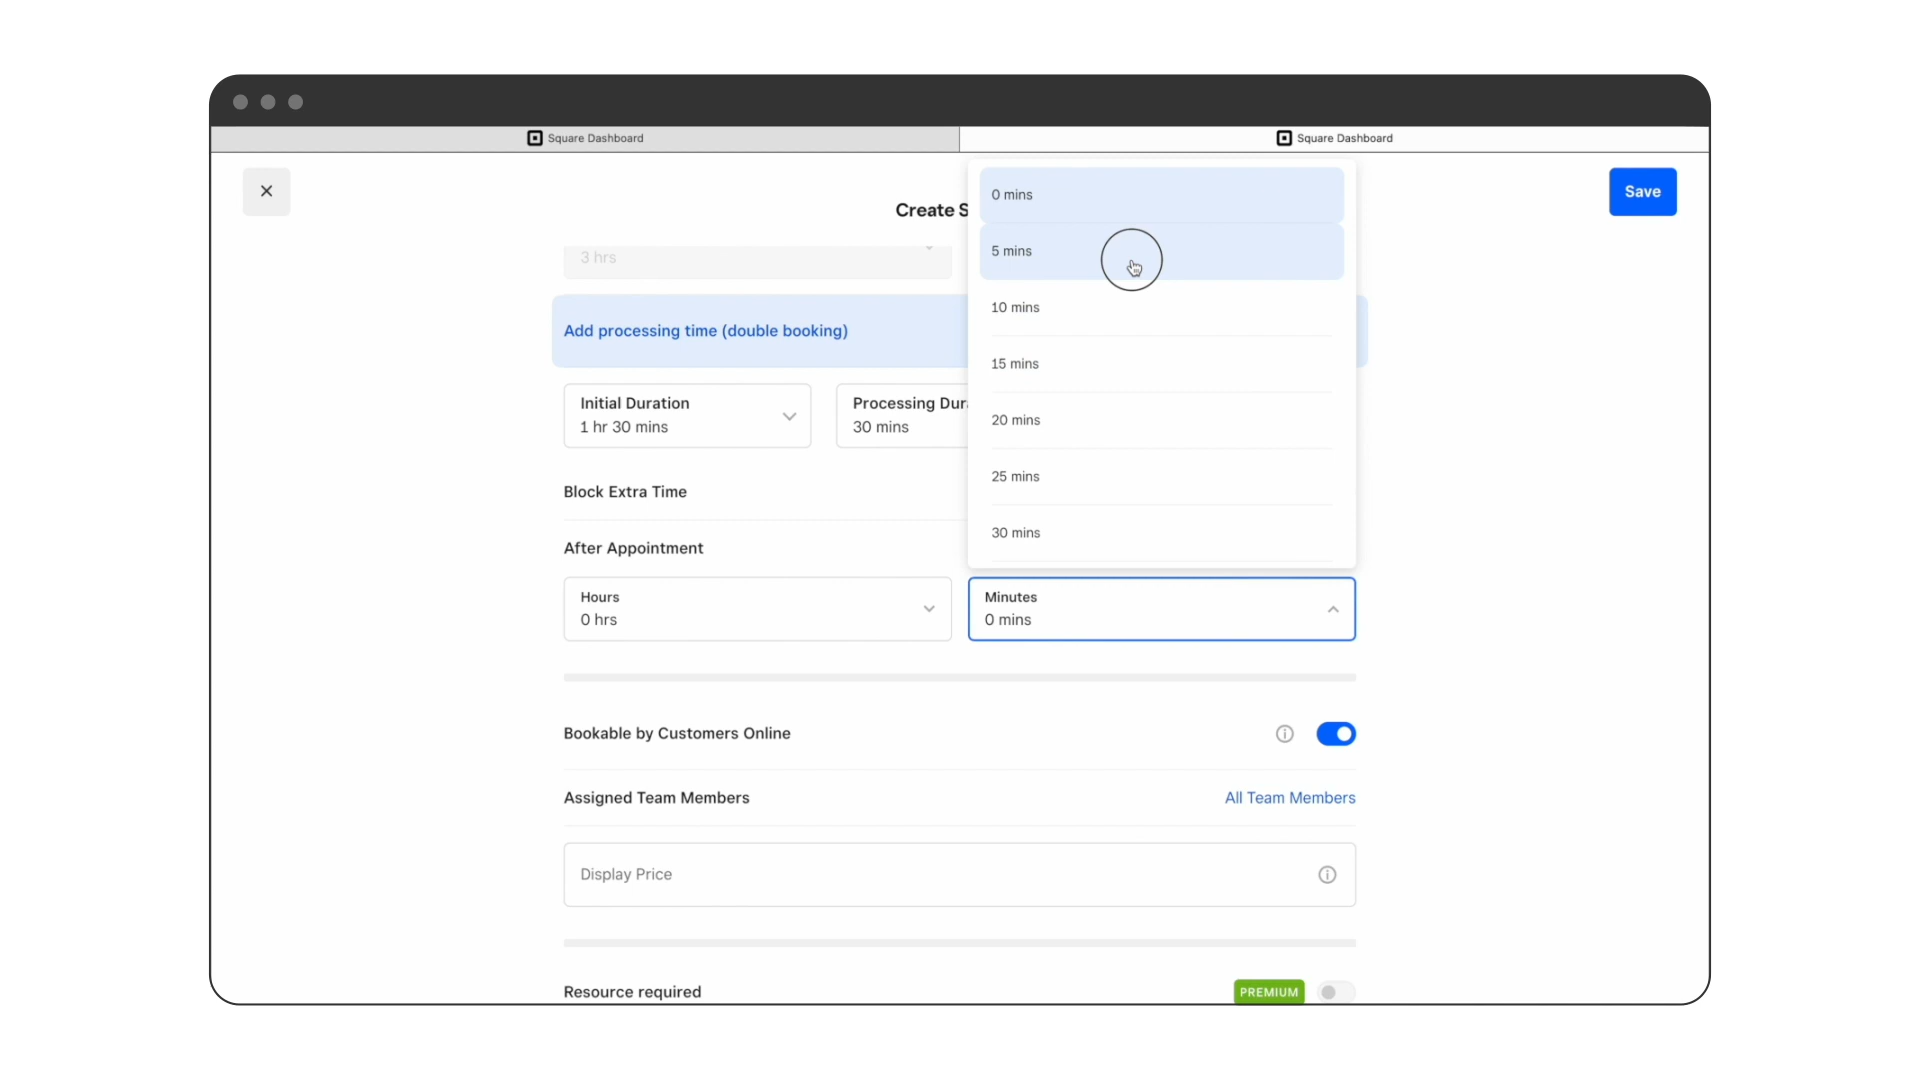 Square Dashboard
Square Dashboard
Save
Create S
3 hrs
Add processing time (double booking)
Initial Duration
1 hr 30 mins
Processing Dur
30 mins
Block Extra Time
After Appointment
Hours
0 hrs
0 mins
5 mins
10 mins
15 mins
20 mins
25 mins
30 mins
Minutes
0 mins
Bookable by Customers Online
Assigned Team Members
All Team Members
Display Price
Resource required
PREMIUM